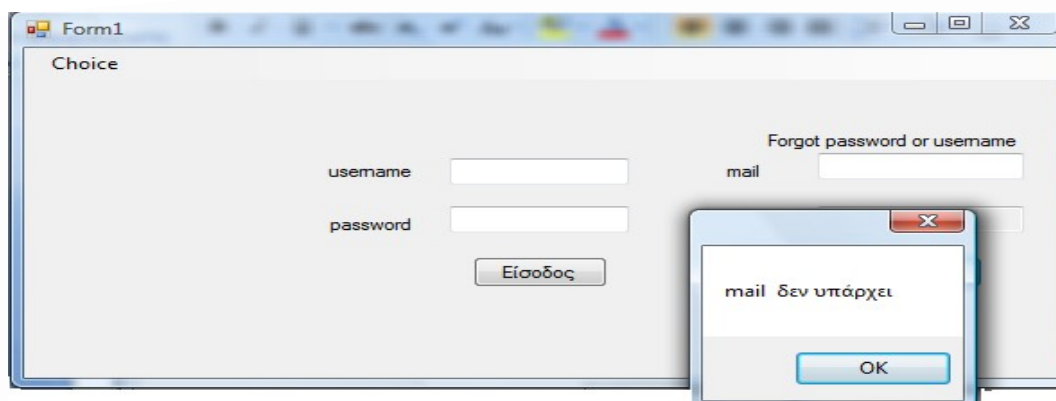 Form1
Choice
Forgot password or username
username
mail
password
Είσοδος
mail δεν υπάρχει
OK